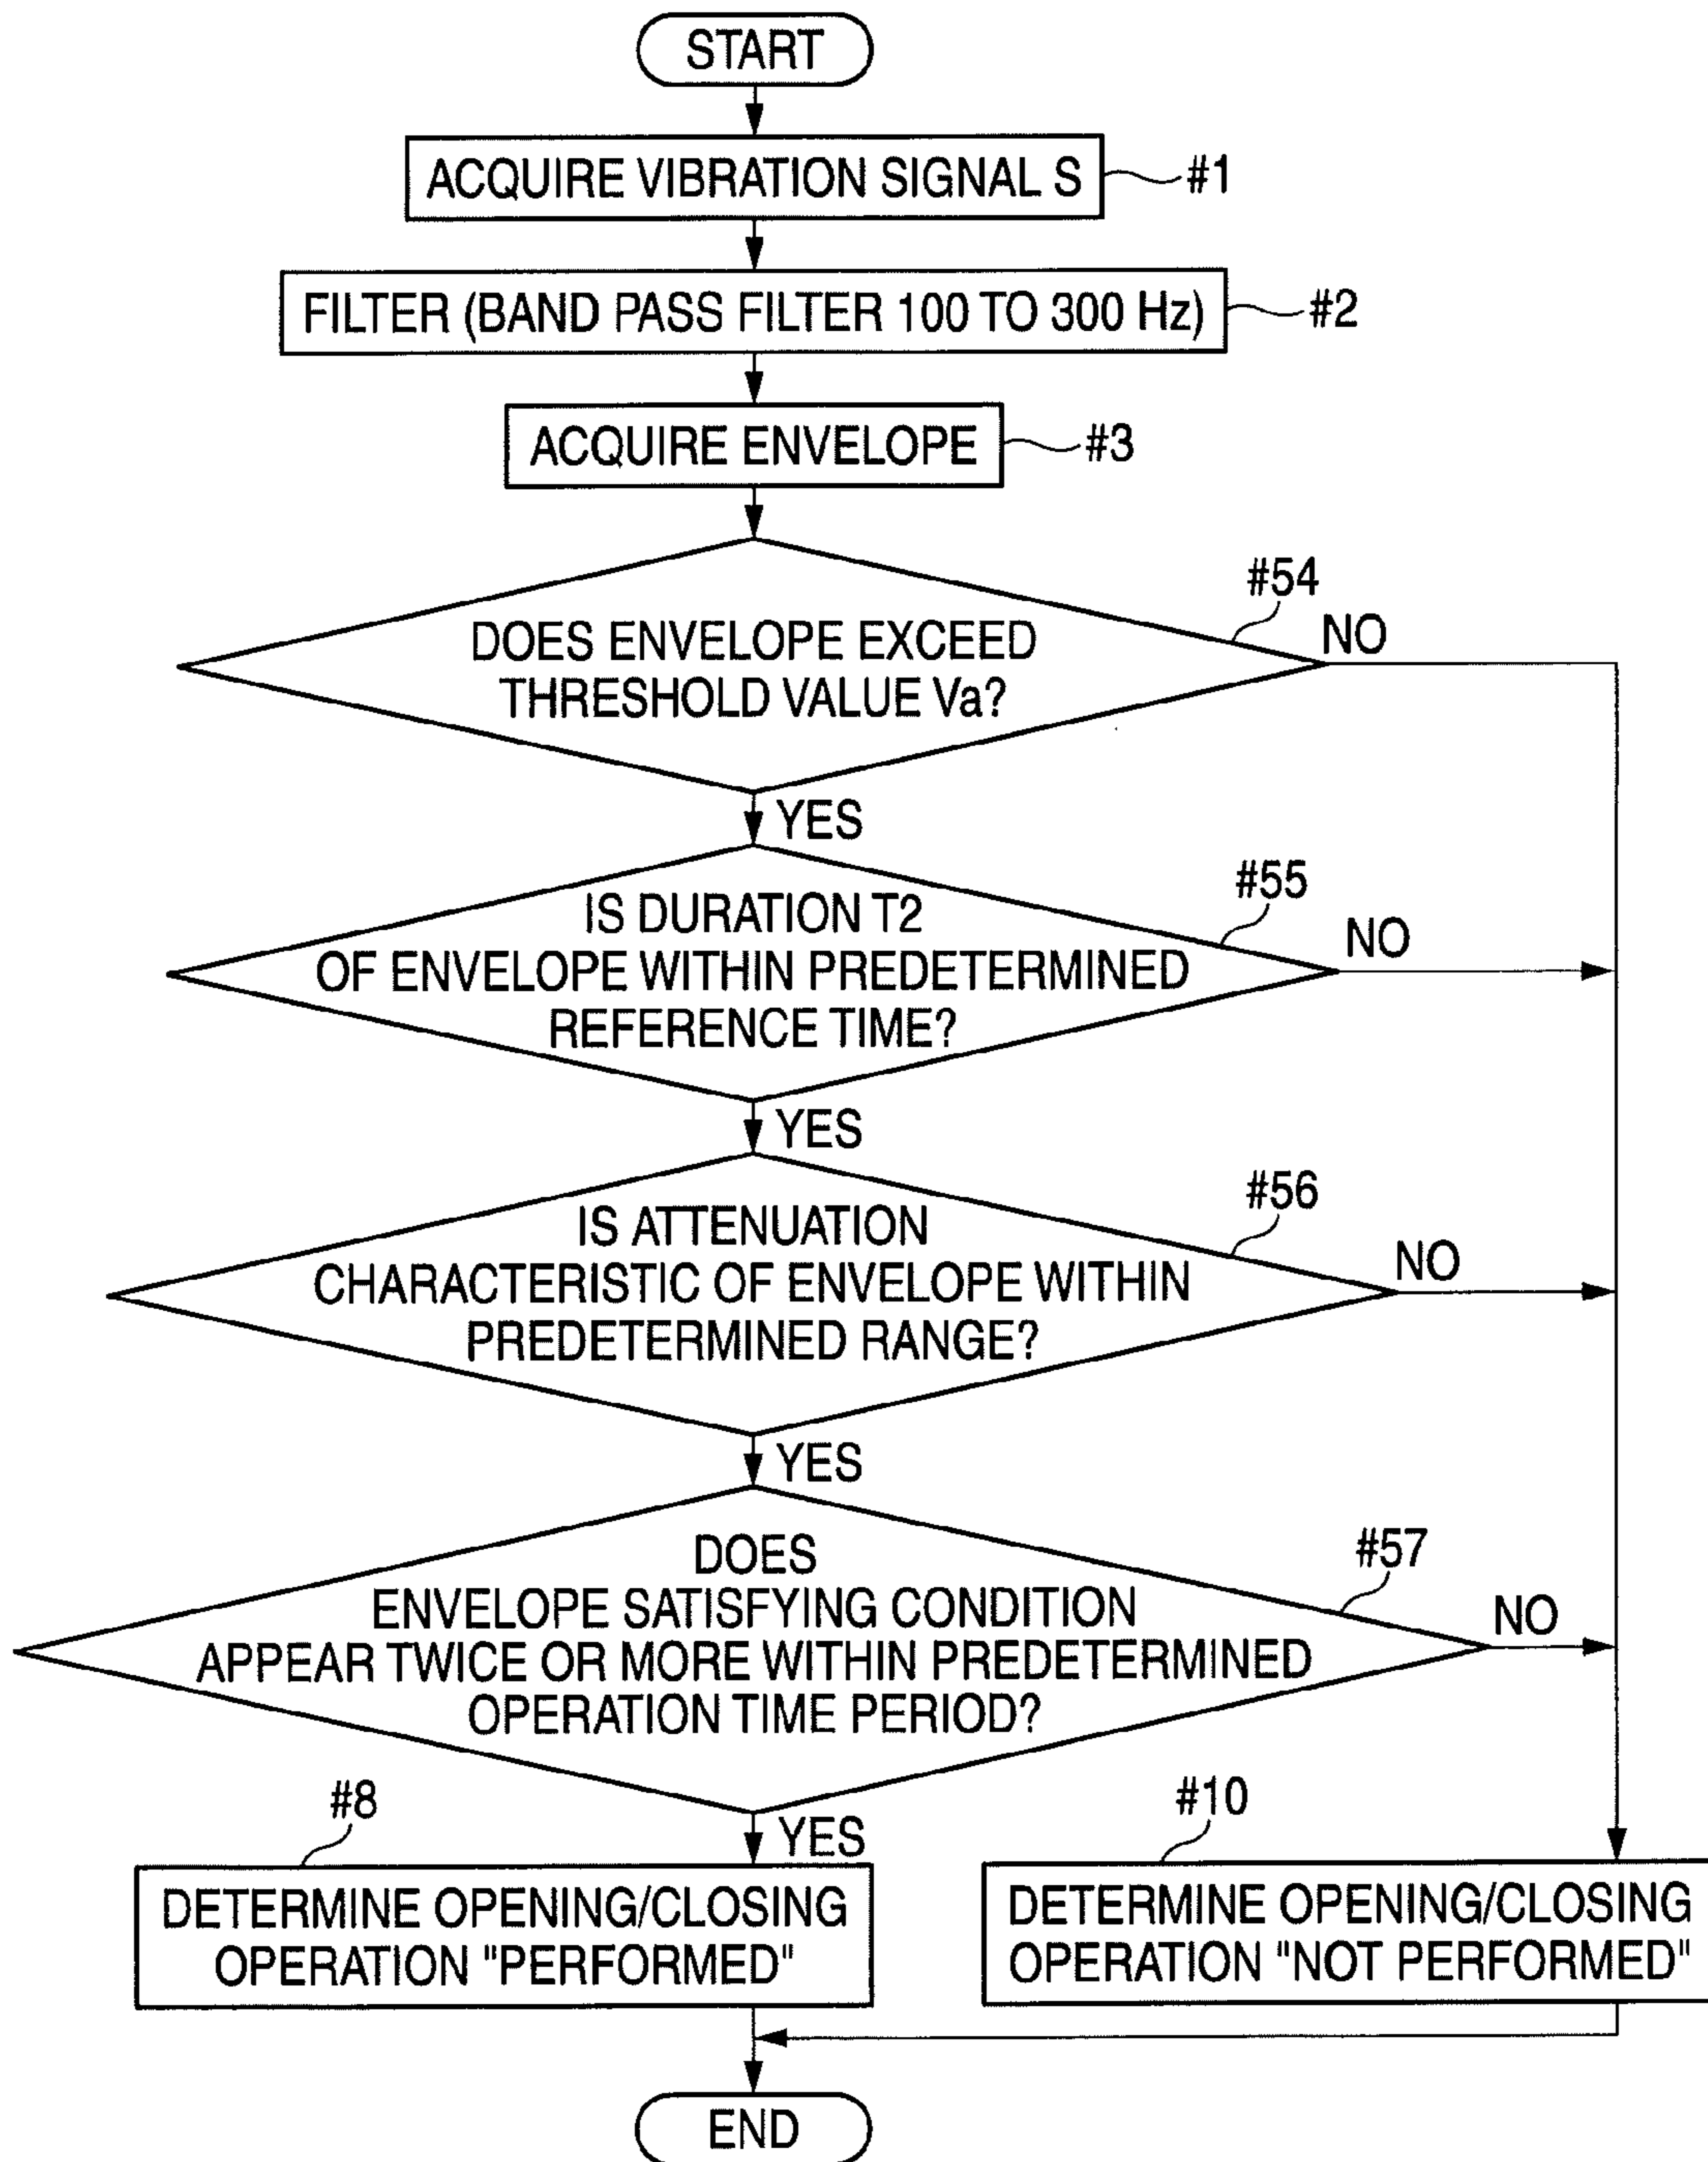 START
ACQUIRE VIBRATION SIGNAL S
#1
FILTER (BAND PASS FILTER 100 TO 300 Hz)
#2
ACQUIRE ENVELOPE
#3
#54
DOES ENVELOPE EXCEED
THRESHOLD VALUE Va?
NO
YES
#55
IS DURATION T2
OF ENVELOPE WITHIN PREDETERMINED
REFERENCE TIME?
NO
YES
#56
IS ATTENUATION
CHARACTERISTIC OF ENVELOPE WITHIN
PREDETERMINED RANGE?
NO
YES
#57
DOES
ENVELOPE SATISFYING CONDITION
APPEAR TWICE OR MORE WITHIN PREDETERMINED
OPERATION TIME PERIOD?
NO
YES
#8
DETERMINE OPENING/CLOSING
OPERATION "PERFORMED"
#10
DETERMINE OPENING/CLOSING
OPERATION "NOT PERFORMED"
END